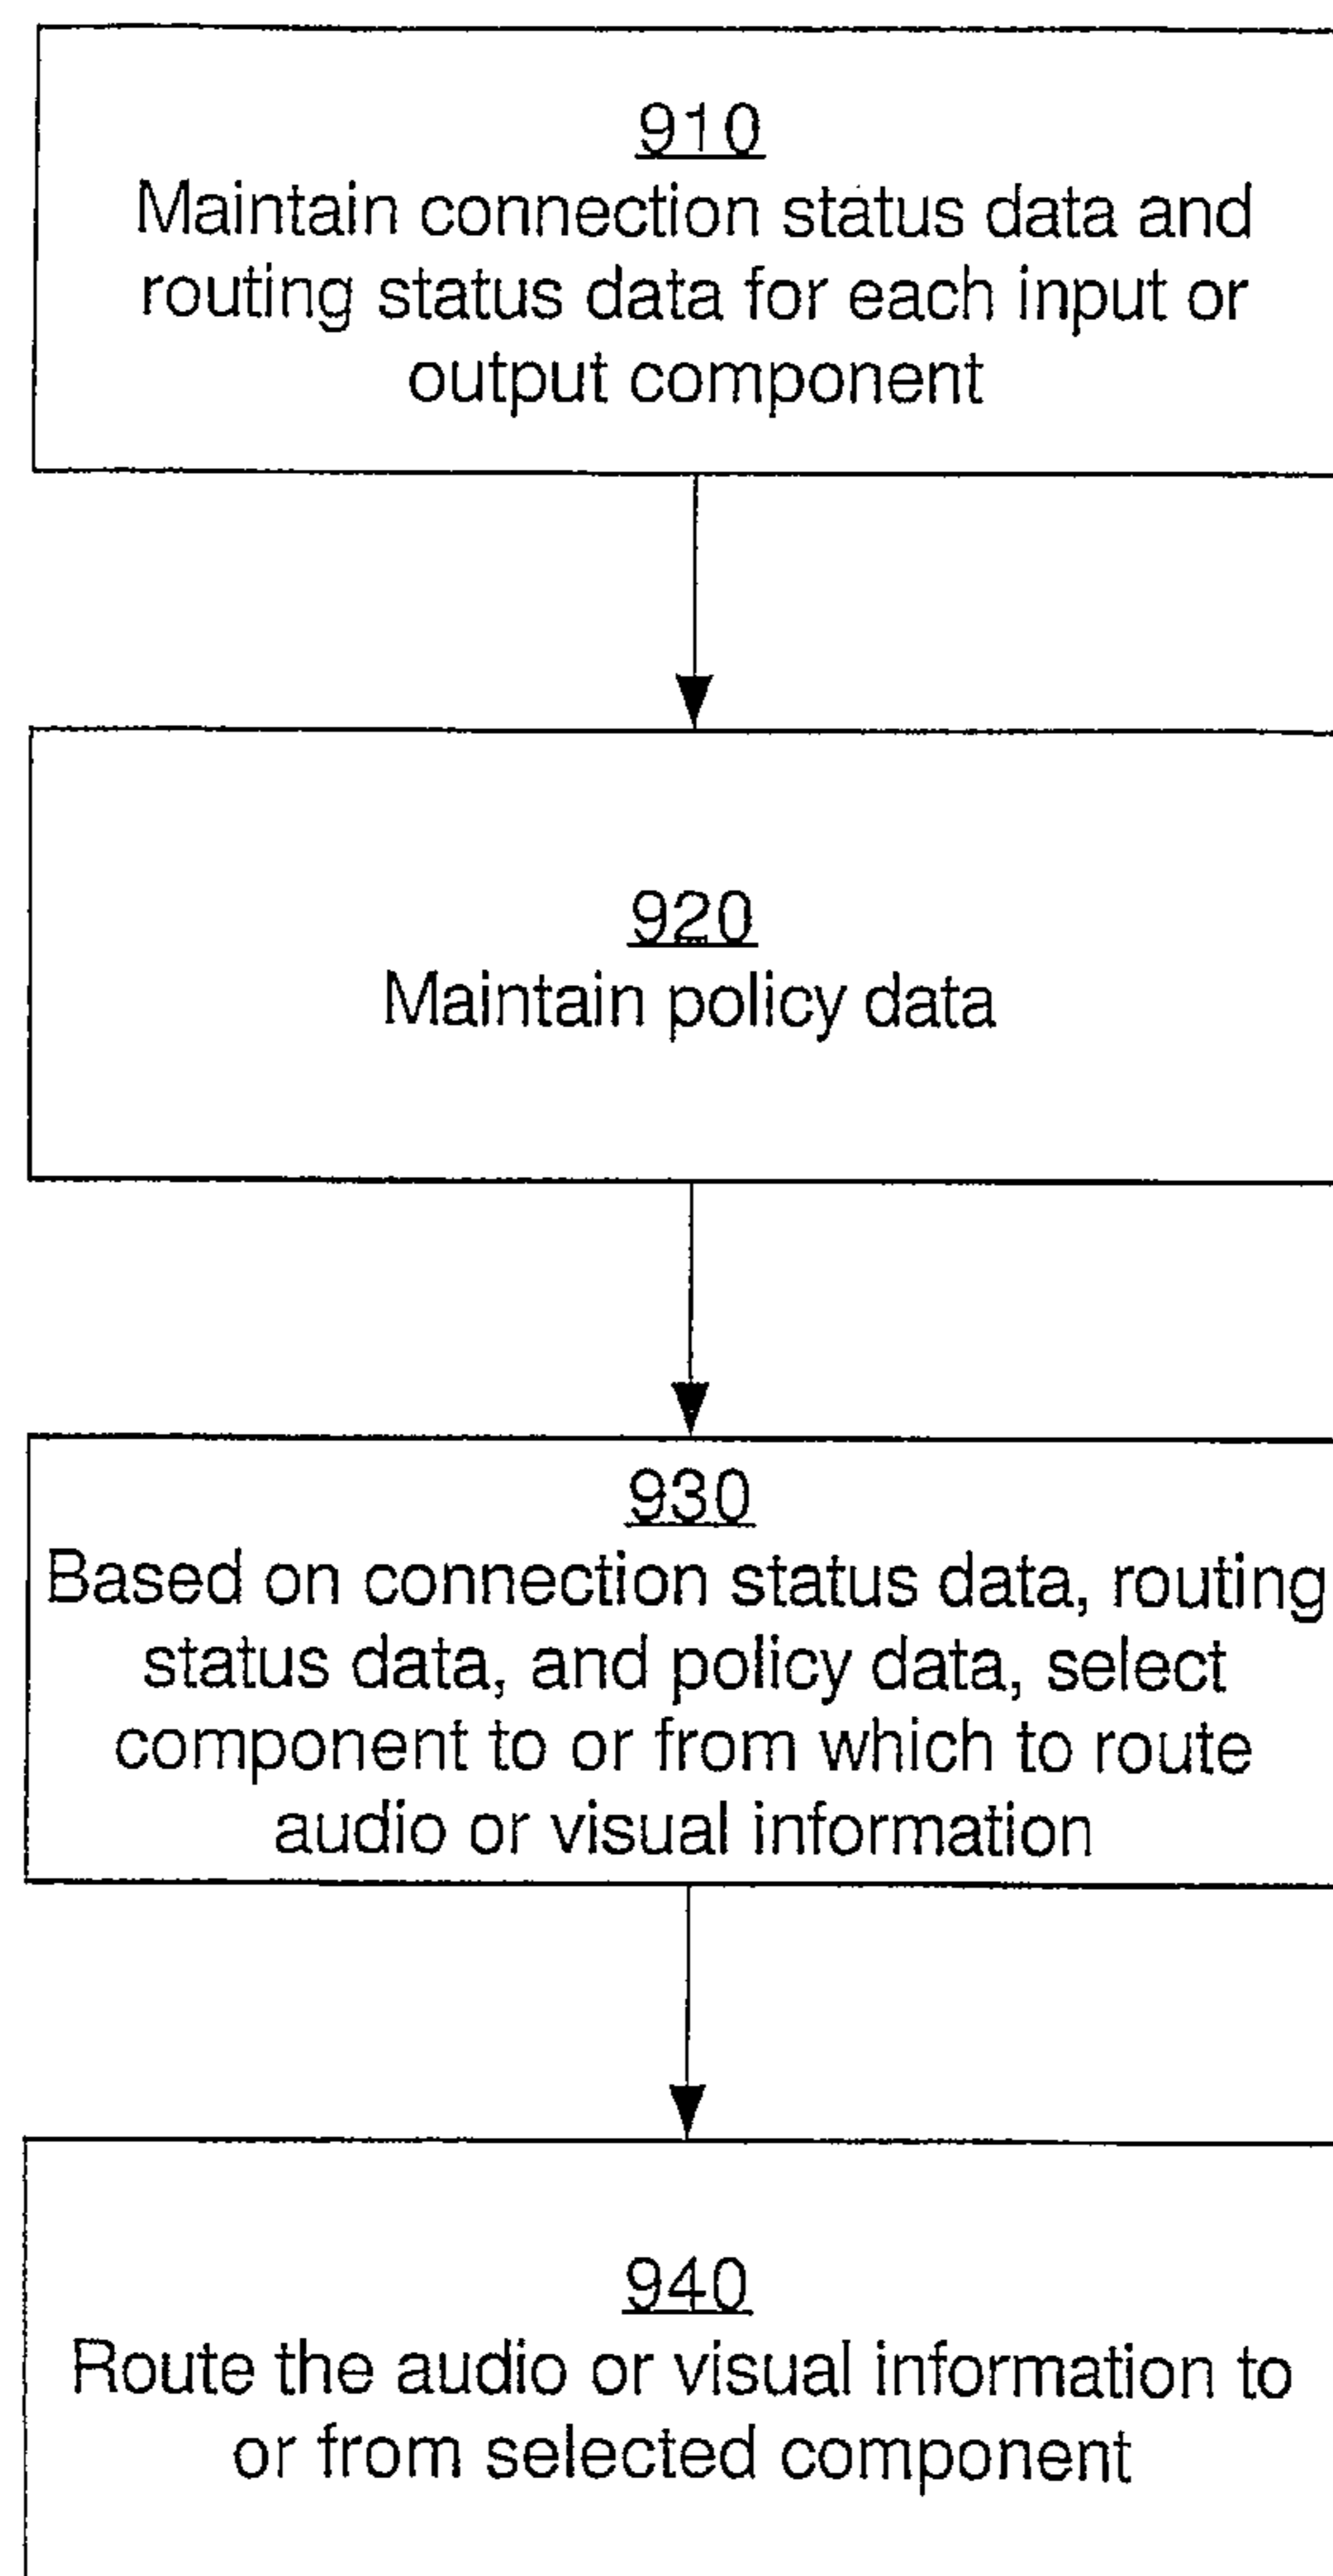 910
Maintain connection status data and
routing status data for each input or
output component
920
Maintain policy data
930
Based on connection status data, routing
status data, and policy data, select
component to or from which to route
audio or visual information
940
Route the audio or visual information to
or from selected component